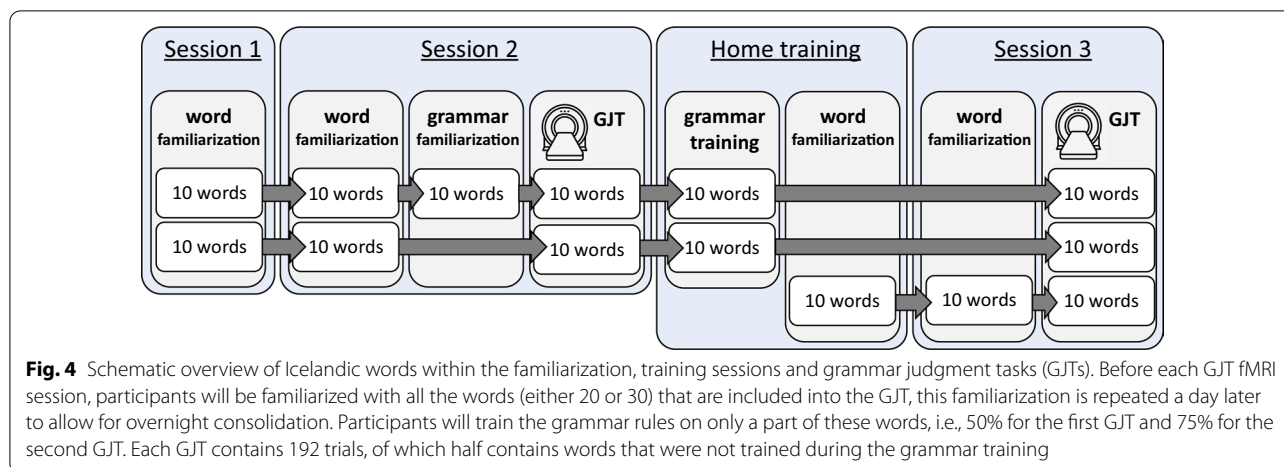 Session 1 Session 2 Home training Session 3
word familiarization word familiarization grammar familiarization GJT grammar training word familiarization word familiarization GJT
10 words 10 words 10 words 10 words 10 words 10 words
10 words 10 words 10 words 10 words 10 words
10 words 10 words 10 words
Fig. 4 Schematic overview of Icelandic words within the familiarization, training sessions and grammar judgment tasks (GJTs). Before each GJT fMRI
session, participants will be familiarized with all the words (either 20 or 30) that are included into the GJT, this familiarization is repeated a day later
to allow for overnight consolidation. Participants will train the grammar rules on only a part of these words, i.e., 50% for the first GJT and 75% for the
second GJT. Each GJT contains 192 trials, of which half contains words that were not trained during the grammar training